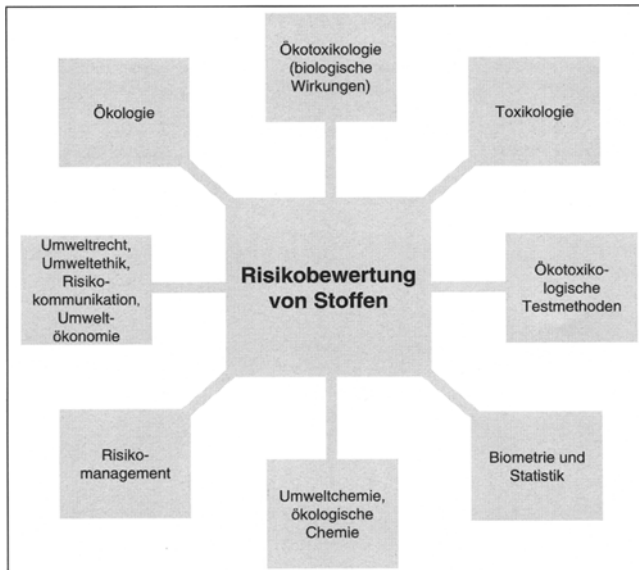 Ökotoxikologie
(biologische
Wirkungen)
Ökologie
Toxikologie
Umweltrecht,
Umweltethik,
Risiko-
kommunikation,
Umwelt-
ökonomie
Risikobewertung
von Stoffen
Ökotoxiko-
logische
Testmethoden
Risiko-
management
Biometrie und
Statistik
Umweltchemie,
ökologische
Chemie